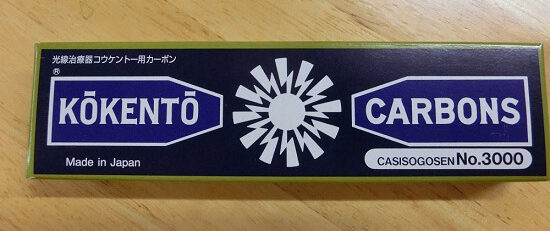 光線治療器コウケントー用カーボン
®
KŌKENTŌ
CARBONS
Made in Japan
CASISOGOSEN No.3000